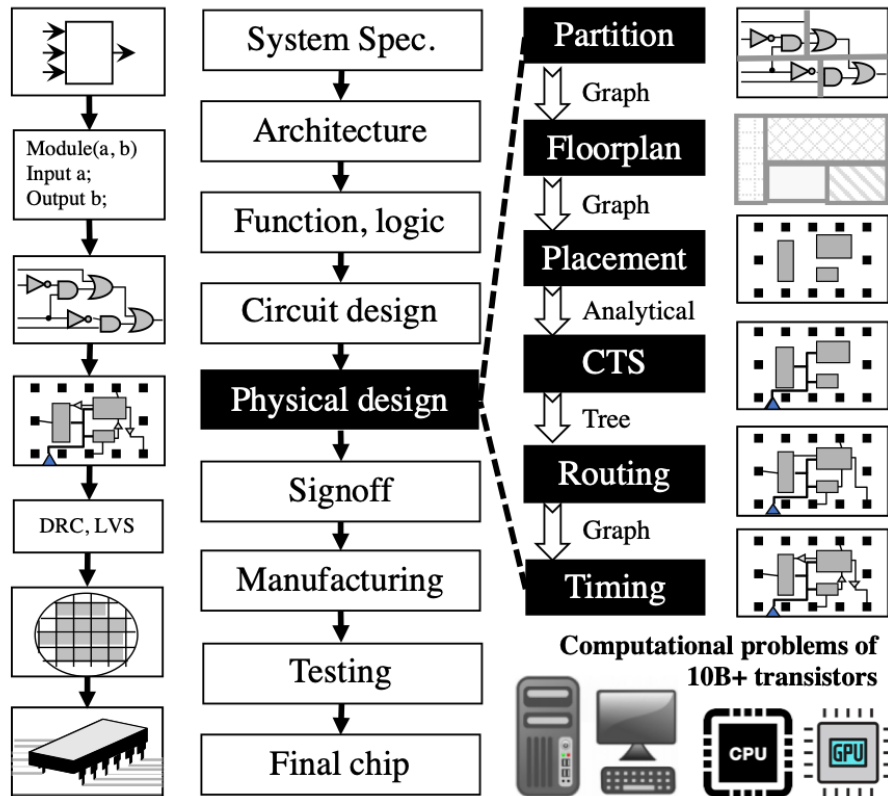 Module(a, b)
Input a;
Output b;
DRC, LVS
System Spec.
Architecture
Function, logic
Circuit design
Physical design
Signoff
Manufacturing
Testing
Final chip
Partition
Graph
Floorplan
Graph
Placement
Analytical
CTS
Tree
Routing
Graph
Timing
Computational problems of
10B+ transistors
CPU
GPU